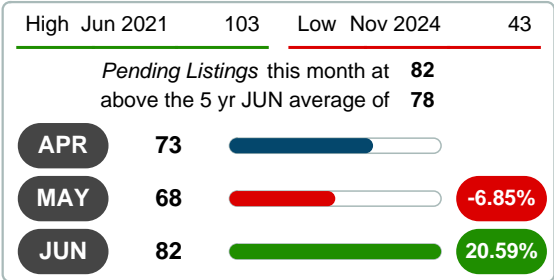 High Jun 2021 103 Low Nov 2024 43
Pending Listings this month at 82
above the 5 yr JUN average of 78
APR 73
MAY 68 -6.85%
JUN 82 20.59%